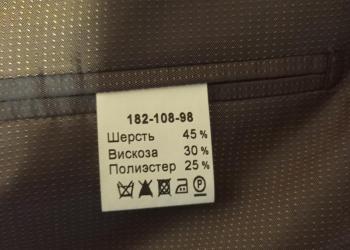 182-108-98
Шерсть 45 %
Вискоза 30 %
Полиэстер 25 %